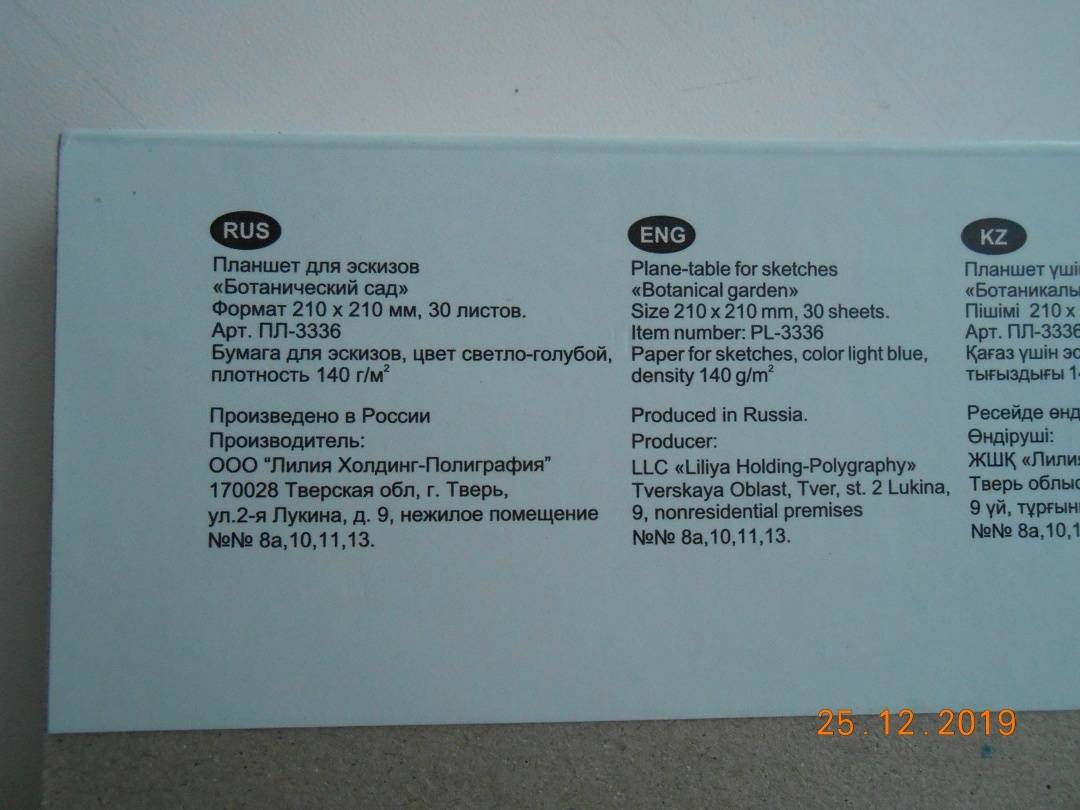 RUS
Планшет для эскизов
«Ботанический сад»
Формат 210 х 210 мм, 30 листов.
Арт. ПЛ-3336
Бумага для эскизов, цвет светло-голубой,
плотность 140 г/м²
Произведено в России
Производитель:
ООО "Лилия Холдинг-Полиграфия"
170028 Тверская обл, г. Тверь,
ул.2-я Лукина, д. 9, нежилое помещение
№№ 8а,10,11,13.
ENG
Plane-table for sketches
«Botanical garden»
Size 210 x 210 mm, 30 sheets.
Item number: PL-3336
Paper for sketches, color light blue,
density 140 g/m²
Produced in Russia.
Producer:
LLC «Liliya Holding-Polygraphy»
Tverskaya Oblast, Tver, st. 2 Lukina,
9, nonresidential premises
№№ 8a,10,11,13.
KZ
Планшет
Пішімі 210 х
Арт. ПЛ-3336
Қағаз үшін
тығыздығы
Ресейде
Өндіруші:
ЖШҚ
Тверь
9 үй,
№№ 8а,10,
25.12.2019